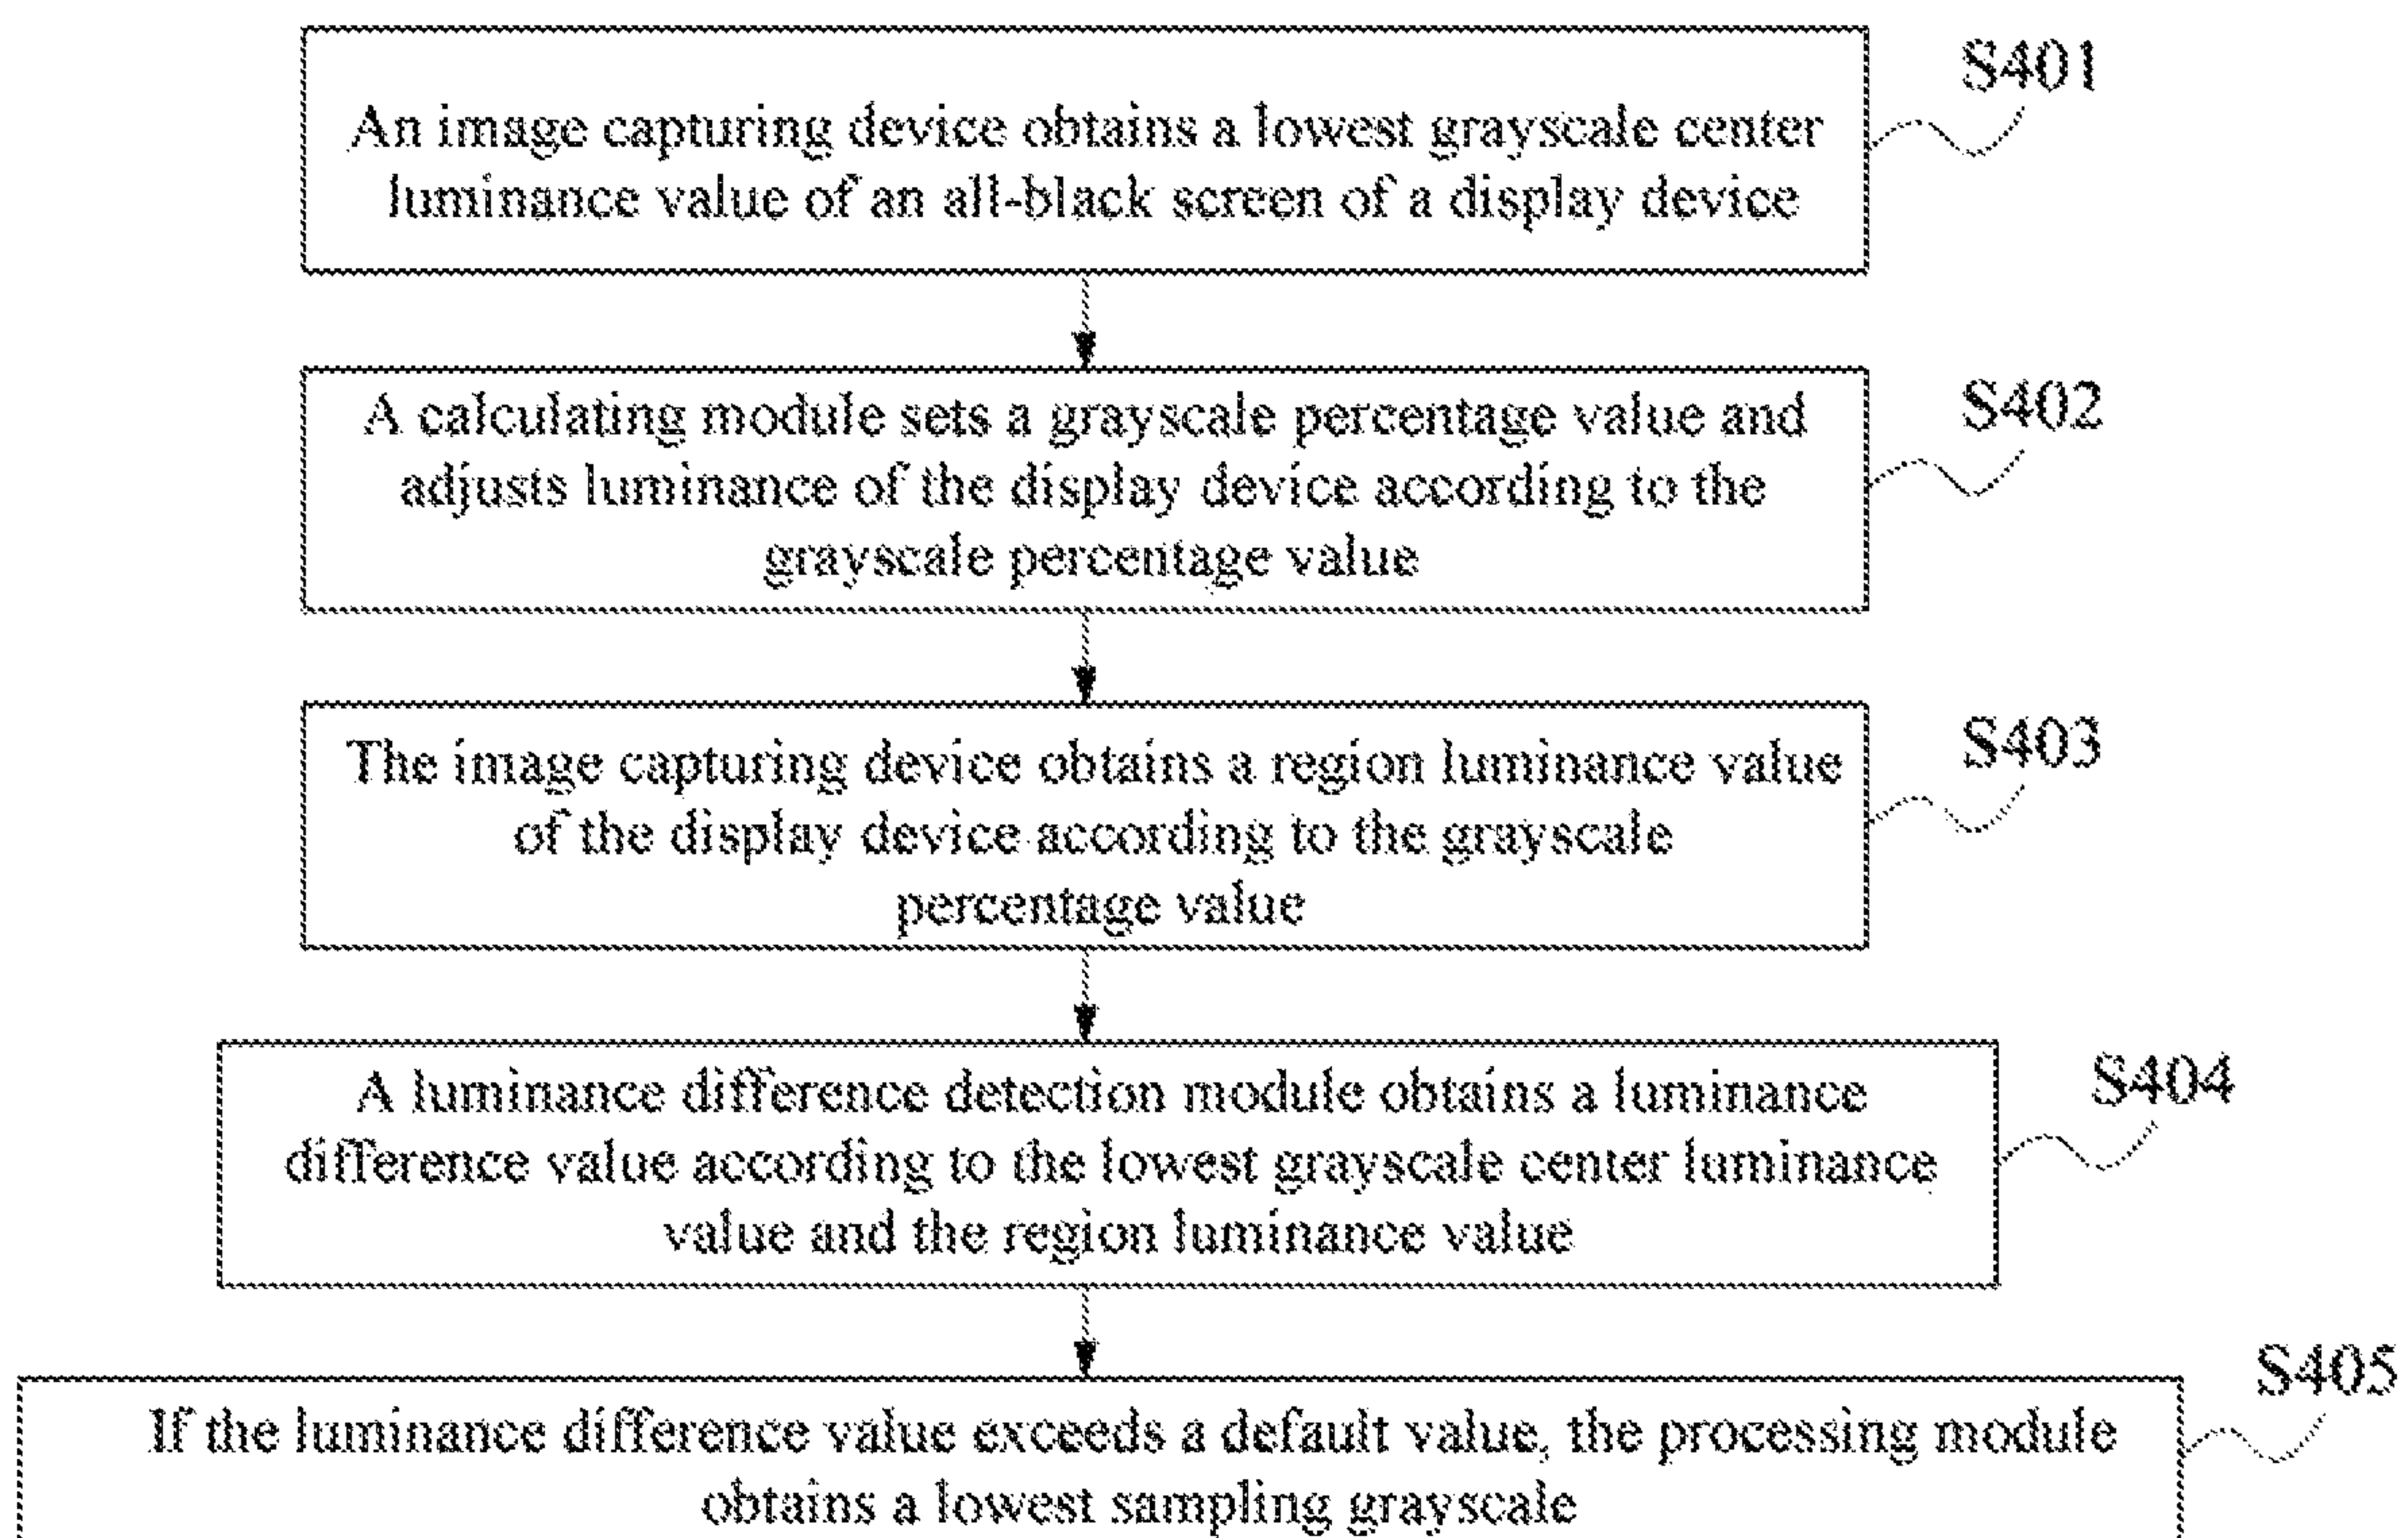 S401
An image capturing device obtains a lowest grayscale center
luminance value of an all-black screen of a display device
S402
A calculating module sets a grayscale percentage value and
adjusts luminance of the display device according to the
grayscale percentage value
S403
The image capturing device obtains a region luminance value
of the display device according to the grayscale
percentage value
S404
A luminance difference detection module obtains a luminance
difference value according to the lowest grayscale center luminance
value and the region luminance value
S405
If the luminance difference value exceeds a default value, the processing module
obtains a lowest sampling grayscale